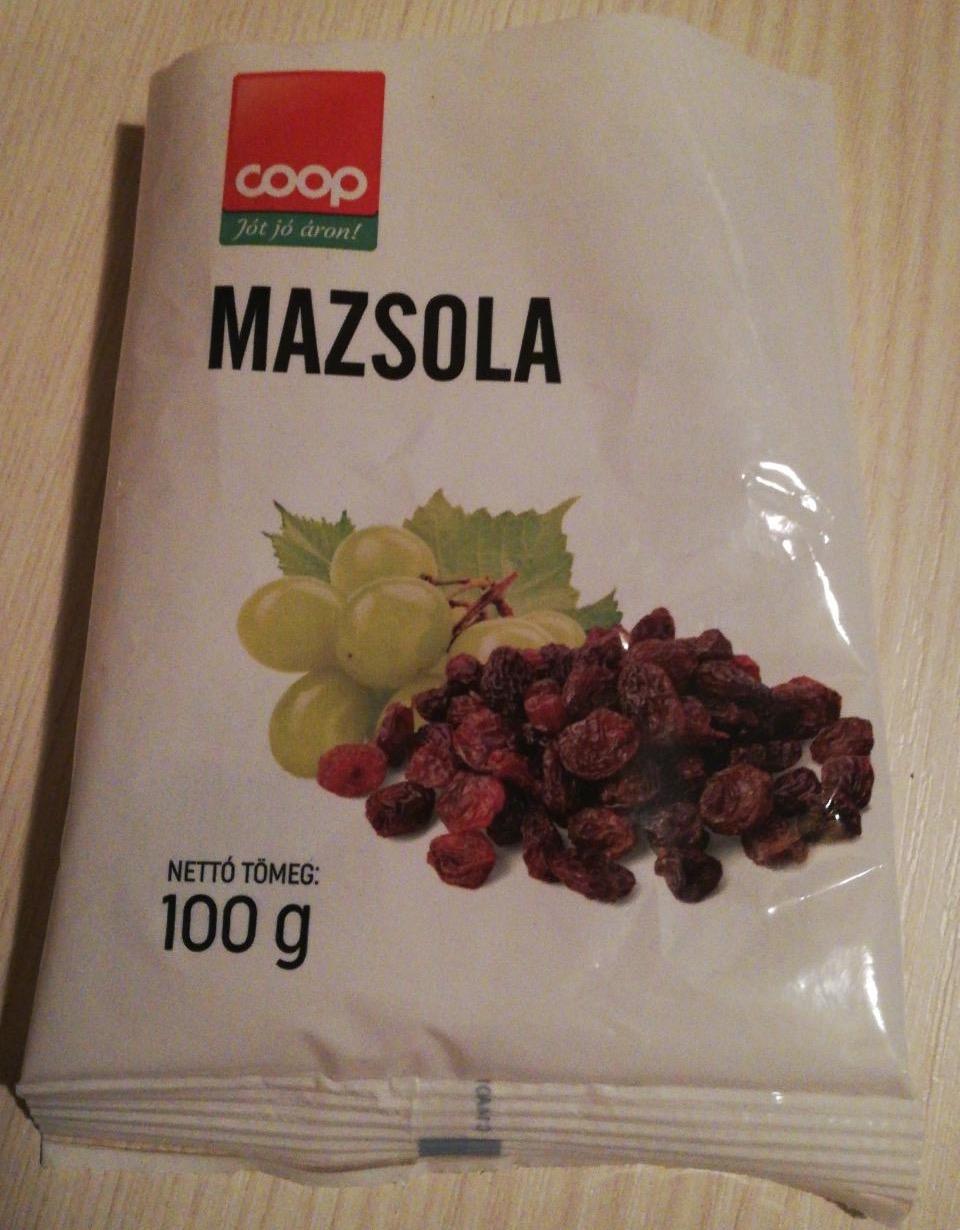 coop
Jót jó áron!
MAZSOLA
NETTÓ TÖMEG:
100 g